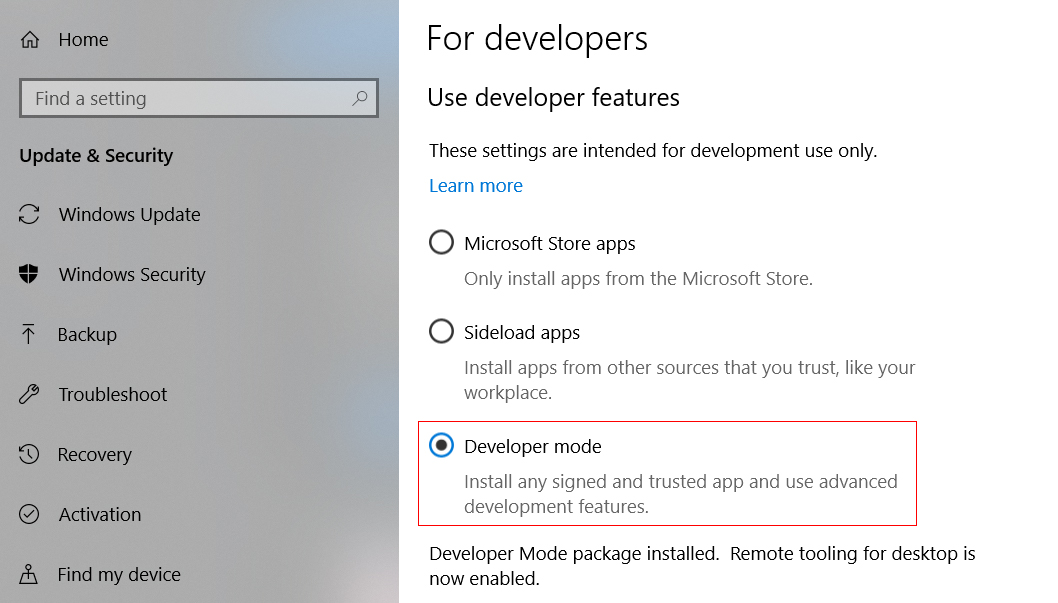 Home
Find a setting
Update & Security
Windows Update
Windows Security
Backup
Troubleshoot
Recovery
Activation
Find my device
For developers
Use developer features
These settings are intended for development use only.
Learn more
Microsoft Store apps
Only install apps from the Microsoft Store.
Sideload apps
Install apps from other sources that you trust, like your
workplace.
Developer mode
Install any signed and trusted app and use advanced
development features.
Developer Mode package installed.  Remote tooling for desktop is
now enabled.